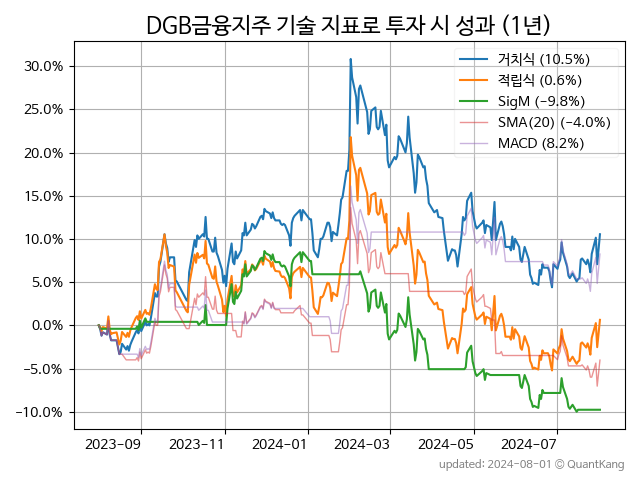 DGB금융지주 기술 지표로 투자 시 성과 (1년)
30.0%
25.0%
20.0%
15.0%
10.0%
5.0%
0.0%
−5.0%
−10.0%
거치식 (10.5%)
적립식 (0.6%)
SigM (−9.8%)
SMA(20) (−4.0%)
MACD (8.2%)
2023-09 2023-11 2024-01 2024-03 2024-05 2024-07
updated: 2024-08-01 © QuantKang